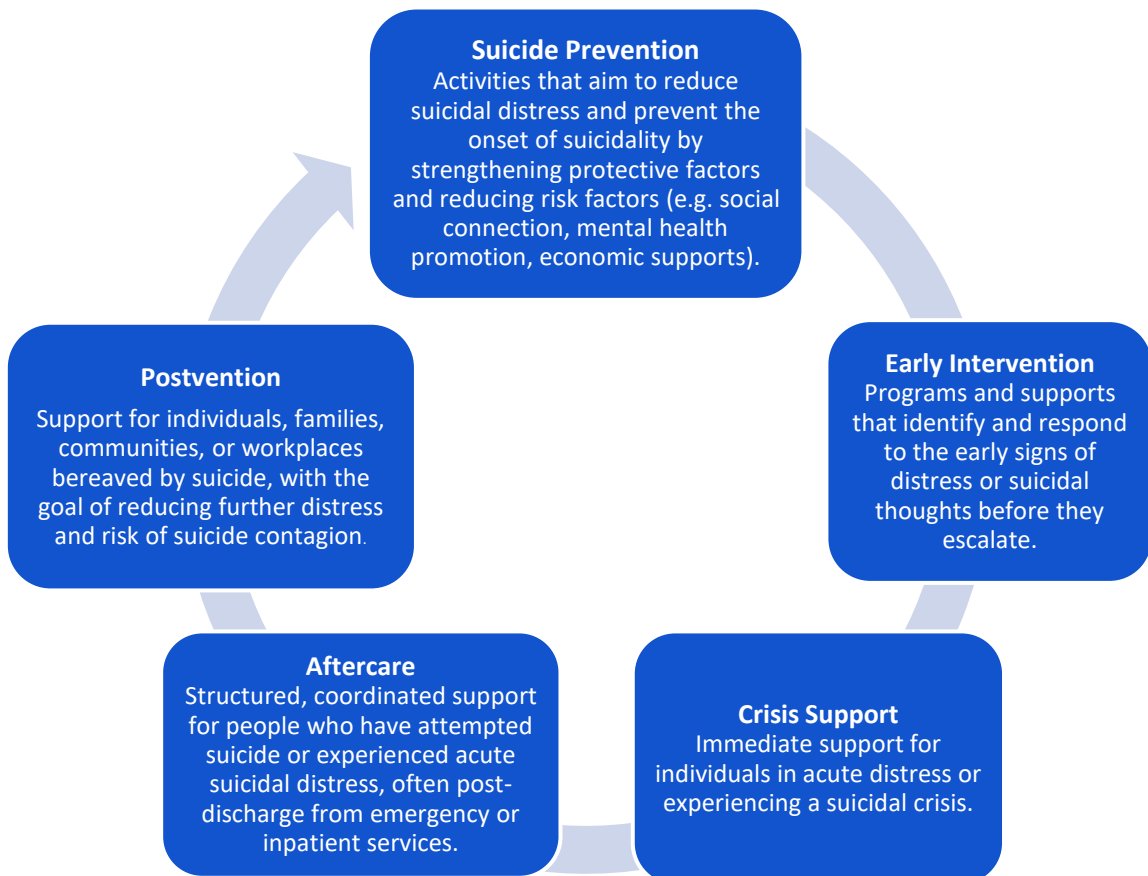 Suicide Prevention
Activities that aim to reduce
suicidal distress and prevent the
onset of suicidality by
strengthening protective factors
and reducing risk factors (e.g. social
connection, mental health
promotion, economic supports).
Early Intervention
Programs and supports
that identify and respond
to the early signs of
distress or suicidal
thoughts before they
escalate.
Crisis Support
Immediate support for
individuals in acute distress or
experiencing a suicidal crisis.
Aftercare
Structured, coordinated support
for people who have attempted
suicide or experienced acute
suicidal distress, often post-
discharge from emergency or
inpatient services.
Postvention
Support for individuals, families,
communities, or workplaces
bereaved by suicide, with the
goal of reducing further distress
and risk of suicide contagion.